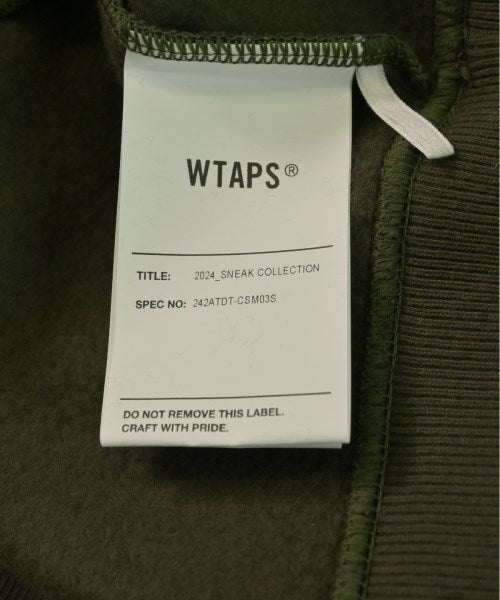 WTAPS®
TITLE: 2024_SNEAK COLLECTION
SPEC NO: 242ATDT-CSM03S
DO NOT REMOVE THIS LABEL.
CRAFT WITH PRIDE.